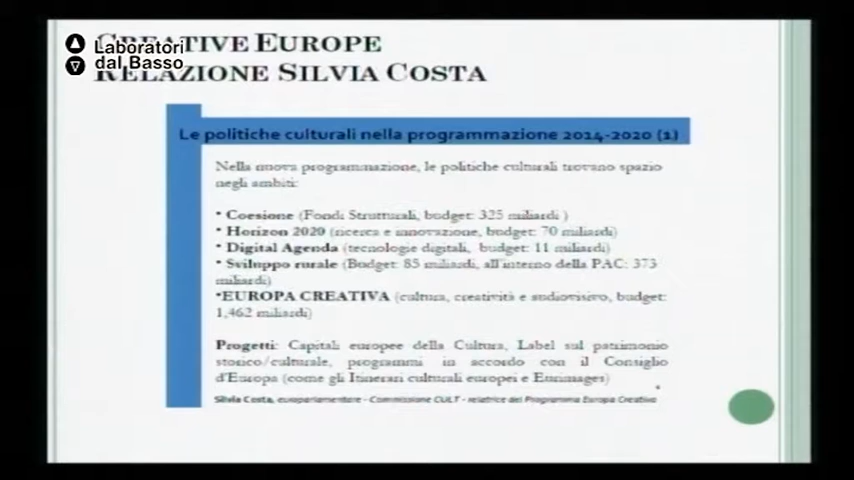 CREATIVE EUROPE
RELAZIONE SILVIA COSTA
Laboratori
dal Basso
Le politiche culturali nella programmazione 2014-2020 (1)
Nella nuova programmazione, le politiche culturali trovano spazio
negli ambiti:
• Coesione (Fondi Strutturali, budget: 325 miliardi )
• Horizon 2020 (ricerca e innovazione, budget: 70 miliardi)
• Digital Agenda (tecnologie digitali, budget: 11 miliardi)
• Sviluppo rurale (Budget: 85 miliardi, all'interno della PAC: 373
miliardi)
•EUROPA CREATIVA (cultura, creatività e audiovisivo, budget:
1,462 miliardi)
Progetti: Capitali europee della Cultura, Label sul patrimonio
storico/culturale, programmi in accordo con il Consiglio
d'Europa (come gli Itinerari culturali europei e Eurimages)
Silvia Costa, europarlamentare - Commissione CULT - relatrice del Programma Europa Creativa